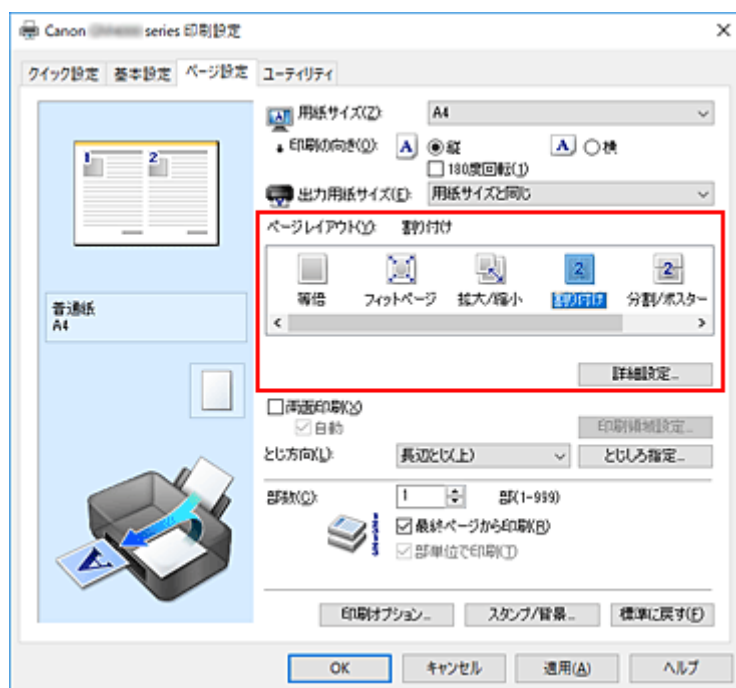 Canon series 印刷設定
クイック設定 基本設定 ページ設定 ユーティリティ
用紙サイズ(Z): A4
印刷の向き(O): A 縦 A 横
180度回転(J)
出力用紙サイズ(E): 用紙サイズと同じ
ページレイアウト(Y): 割り付け
等倍 フィットページ 拡大/縮小 割り付け 分割/ポスター
詳細設定...
1 2
普通紙
A4
両面印刷(X)
自動
印刷領域設定...
とじ方向(L): 長辺とじ(上) とじしろ指定...
部数(C): 1 部(1-999)
最終ページから印刷(R)
部単位で印刷(T)
印刷オプション... スタンプ/背景... 標準に戻す(F)
OK キャンセル 適用(A) ヘルプ